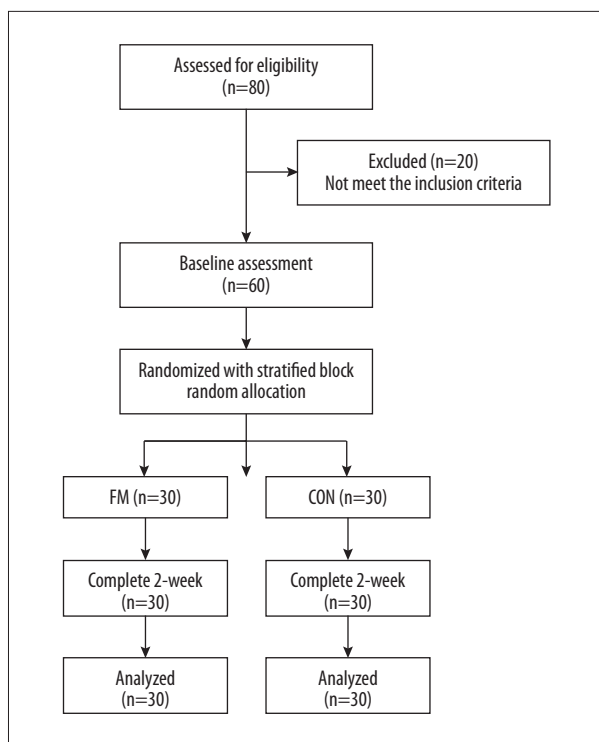 Assessed for eligibility
(n=80)
Excluded (n=20)
Not meet the inclusion criteria
Baseline assessment
(n=60)
Randomized with stratified block
random allocation
FM (n=30)
CON (n=30)
Complete 2-week
(n=30)
Complete 2-week
(n=30)
Analyzed
(n=30)
Analyzed
(n=30)